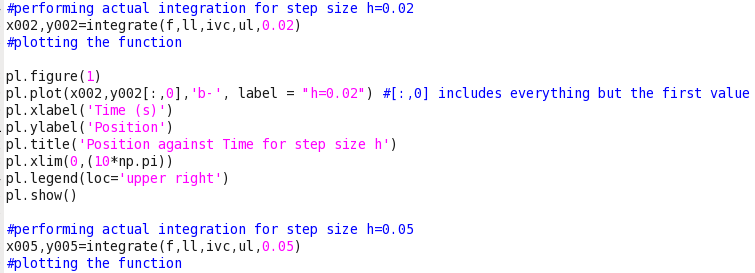 #performing actual integration for step size h=0.02
x002,y002=integrate(f,ll,ivc,ul,0.02)
#plotting the function
pl.figure(1)
pl.plot(x002,y002[:,0],'b-', label = "h=0.02") #[:,0] includes everything but the first value
pl.xlabel('Time (s)')
pl.ylabel('Position')
pl.title('Position against Time for step size h')
pl.xlim(0,(10*np.pi))
pl.legend(loc='upper right')
pl.show()
#performing actual integration for step size h=0.05
x005,y005=integrate(f,ll,ivc,ul,0.05)
#plotting the function